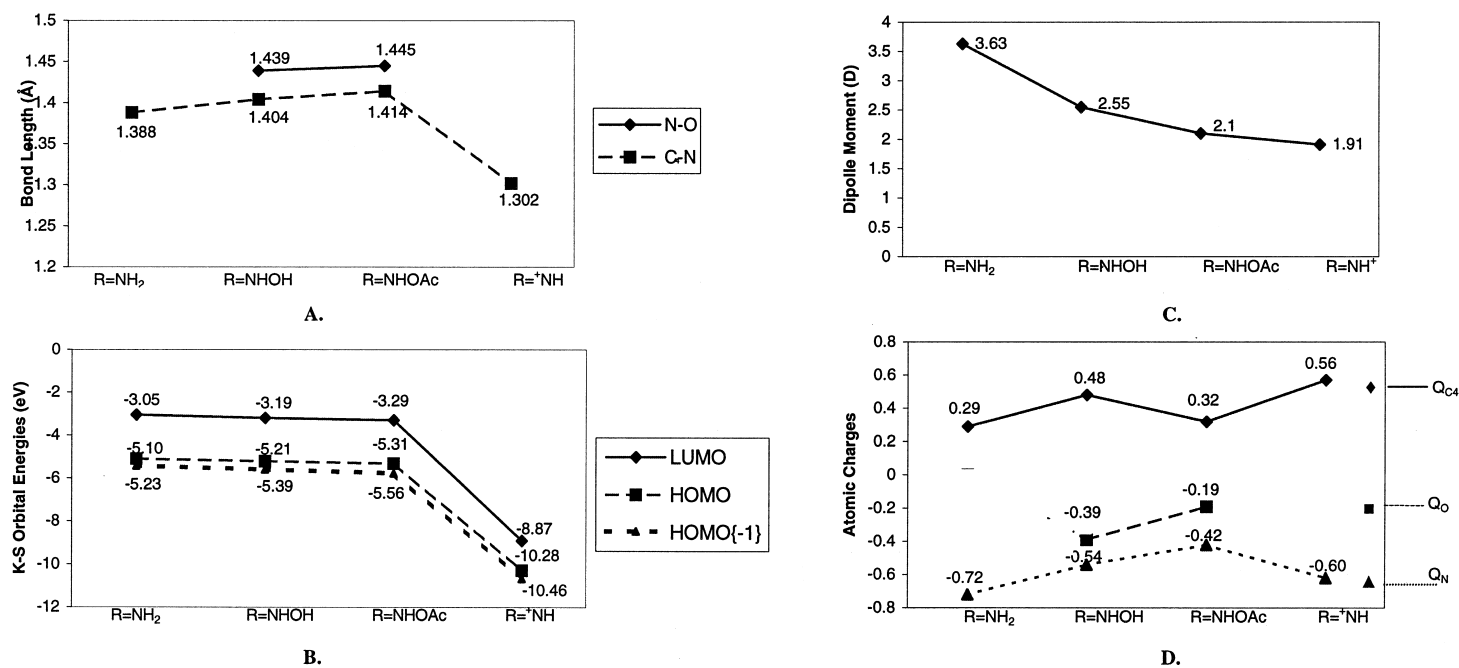 1.5
1.45
1.4
1.35
1.3
1.25
1.2
Bond Length (Å)
1.439
1.445
1.388
1.404
1.414
1.302
R=NH₂
R=NHOH
R=NHOAc
R=⁺NH
N-O
C-N
A.
4
3.5
3
2.5
2
1.5
1
0.5
0
Dipolle Moment (D)
3.63
2.55
2.1
1.91
R=NH₂
R=NHOH
R=NHOAc
R=NH⁺
C.
0
-2
-4
-6
-8
-10
-12
K-S Orbital Energies (eV)
-3.05
-3.19
-3.29
-8.87
-5.10
-5.21
-5.31
-10.28
-5.23
-5.39
-5.56
-10.46
R=NH₂
R=NHOH
R=NHOAc
R=⁺NH
LUMO
HOMO
HOMO{-1}
B.
0.8
0.6
0.4
0.2
0
-0.2
-0.4
-0.6
-0.8
Atomic Charges
0.29
0.48
0.32
0.56
-0.39
-0.19
-0.72
-0.54
-0.42
-0.60
R=NH₂
R=NHOH
R=NHOAc
R=⁺NH
Q_C4
Q_O
Q_N
D.